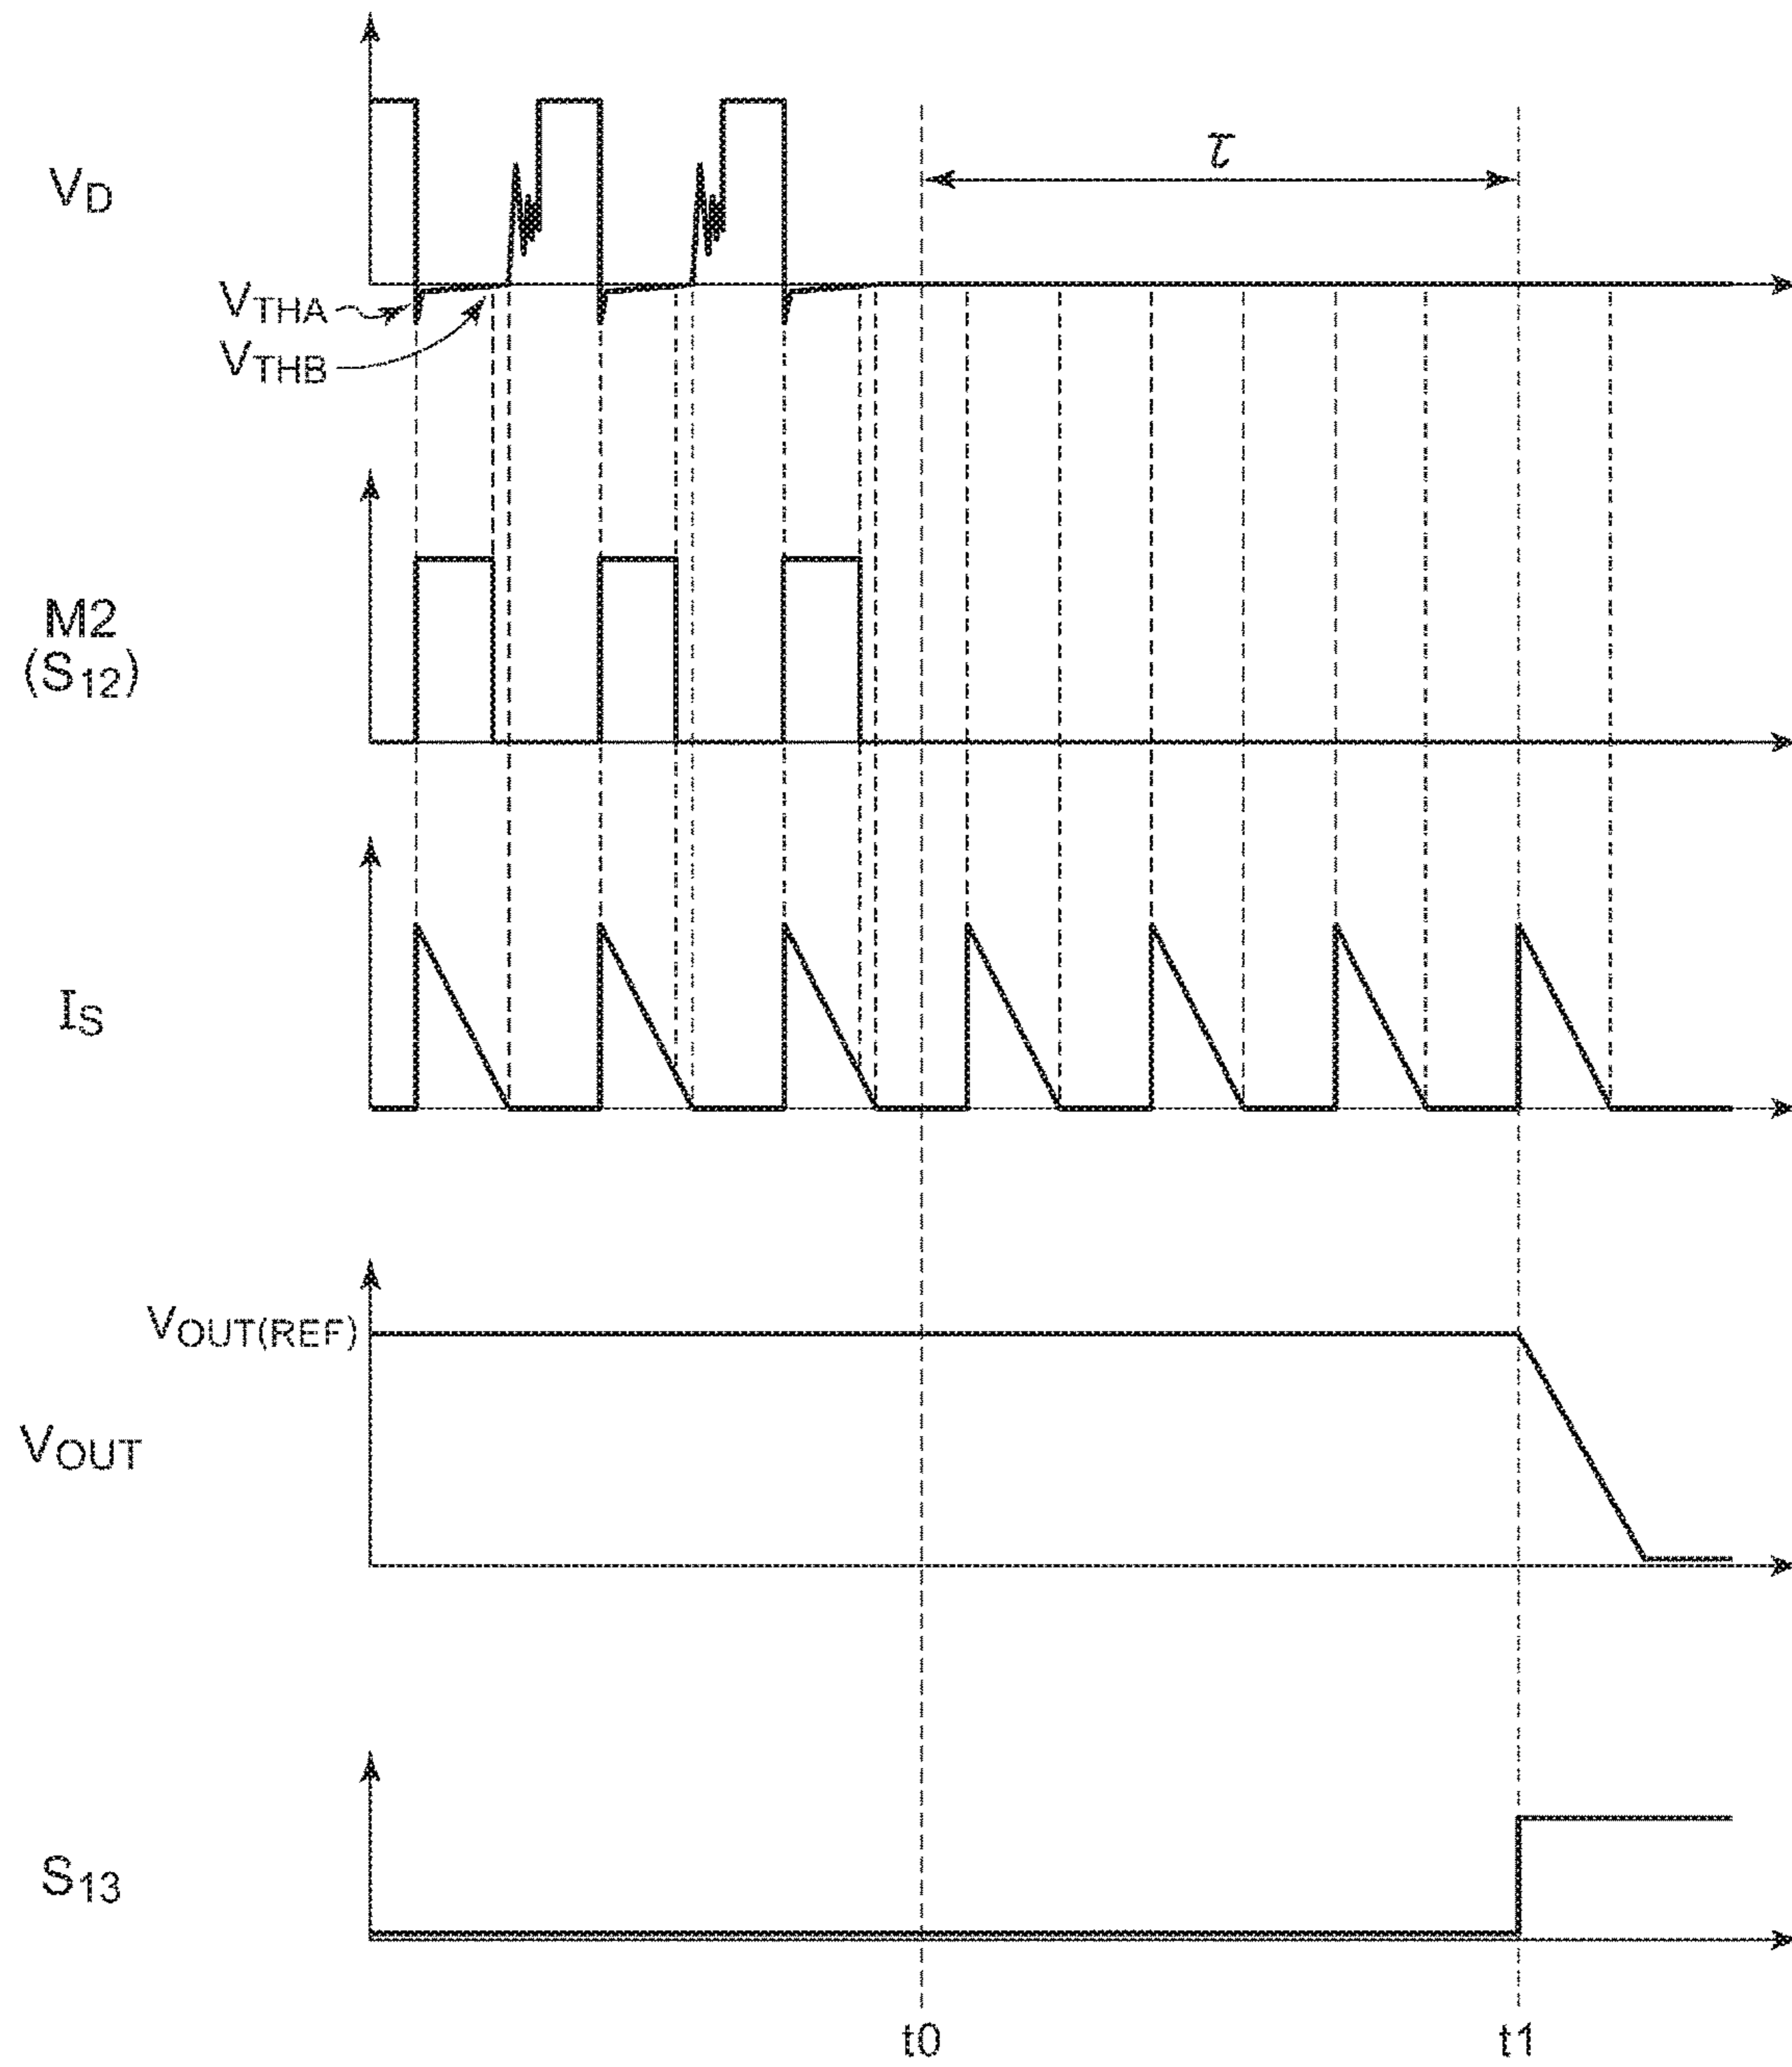 τ
VD
VTHA
VTHB
M2
(S12)
IS
VOUT(REF)
VOUT
S13
t0
t1